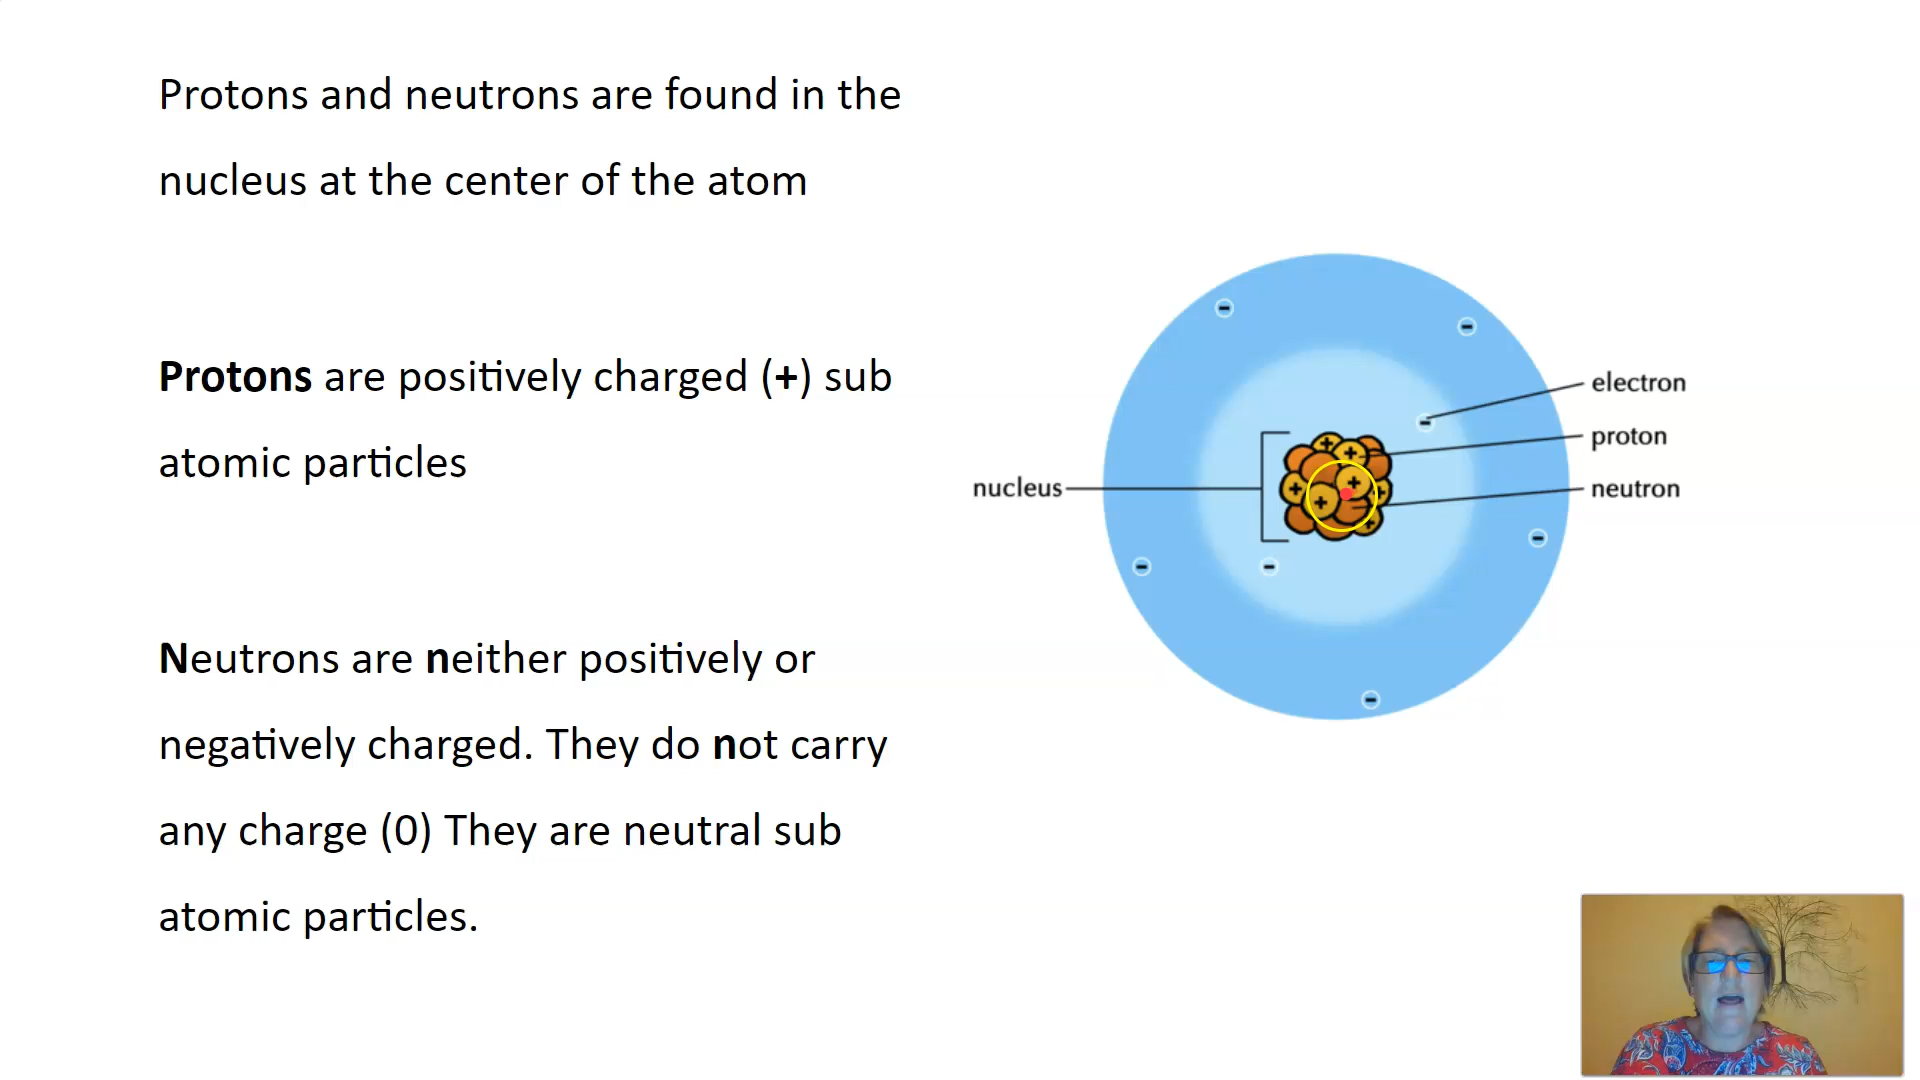 Protons and neutrons are found in the
nucleus at the center of the atom
Protons are positively charged (+) sub
atomic particles
Neutrons are neither positively or
negatively charged. They do not carry
any charge (0) They are neutral sub
atomic particles.
electron
proton
nucleus
neutron